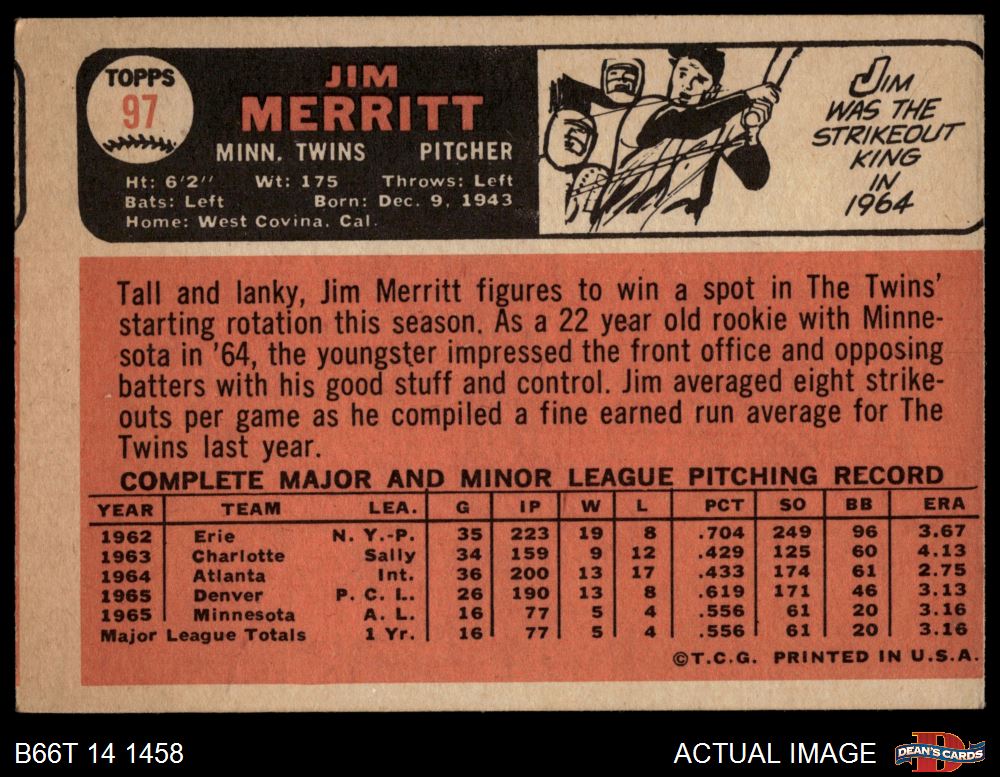 TOPPS
97
JIM
MERRITT
MINN. TWINS PITCHER
Ht: 6'2" Wt: 175 Throws: Left
Bats: Left Born: Dec. 9, 1943
Home: West Covina, Cal.
JIM
WAS THE
STRIKEOUT
KING
IN
1964
Tall and lanky, Jim Merritt figures to win a spot in The Twins'
starting rotation this season. As a 22 year old rookie with Minne-
sota in '64, the youngster impressed the front office and opposing
batters with his good stuff and control. Jim averaged eight strike-
outs per game as he compiled a fine earned run average for The
Twins last year.
COMPLETE MAJOR AND MINOR LEAGUE PITCHING RECORD
YEAR TEAM LEA. G IP W L PCT SO BB ERA
1962 Erie N. Y.-P. 35 223 19 8 .704 249 96 3.67
1963 Charlotte Sally 34 159 9 12 .429 125 60 4.13
1964 Atlanta Int. 36 200 13 17 .433 174 61 2.75
1965 Denver P. C. L. 26 190 13 8 .619 171 46 3.13
1965 Minnesota A. L. 16 77 5 4 .556 61 20 3.16
Major League Totals 1 Yr. 16 77 5 4 .556 61 20 3.16
©T.C.G. PRINTED IN U.S.A.
B66T 14 1458
ACTUAL IMAGE
DEAN'S CARDS